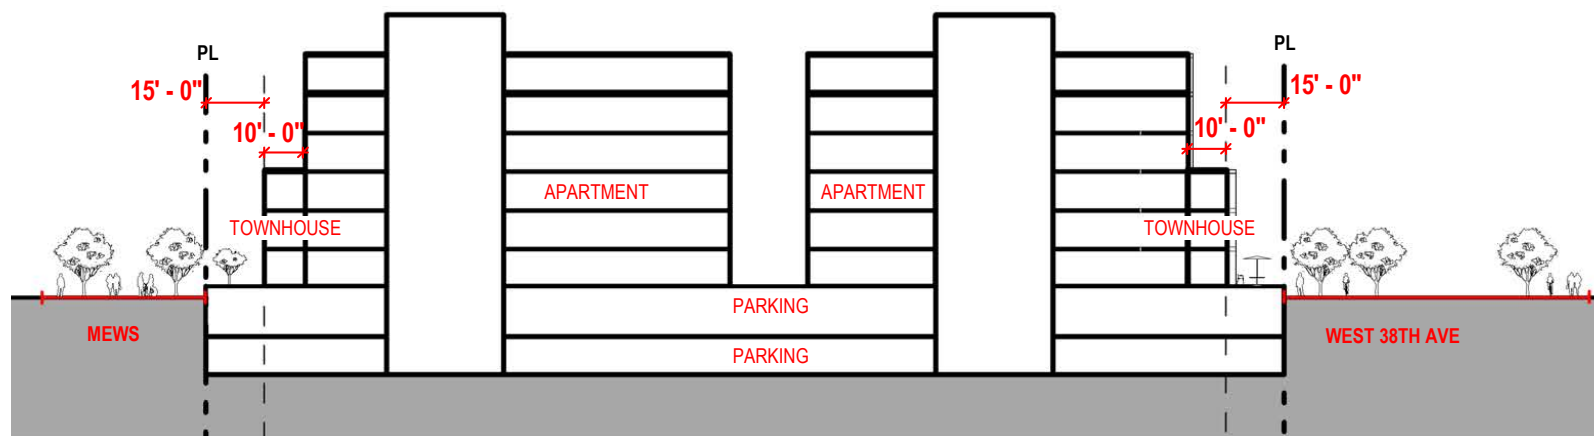 PL
PL
15' - 0"
15' - 0"
10' - 0"
10' - 0"
APARTMENT
APARTMENT
TOWNHOUSE
TOWNHOUSE
PARKING
MEWS
WEST 38TH AVE
PARKING